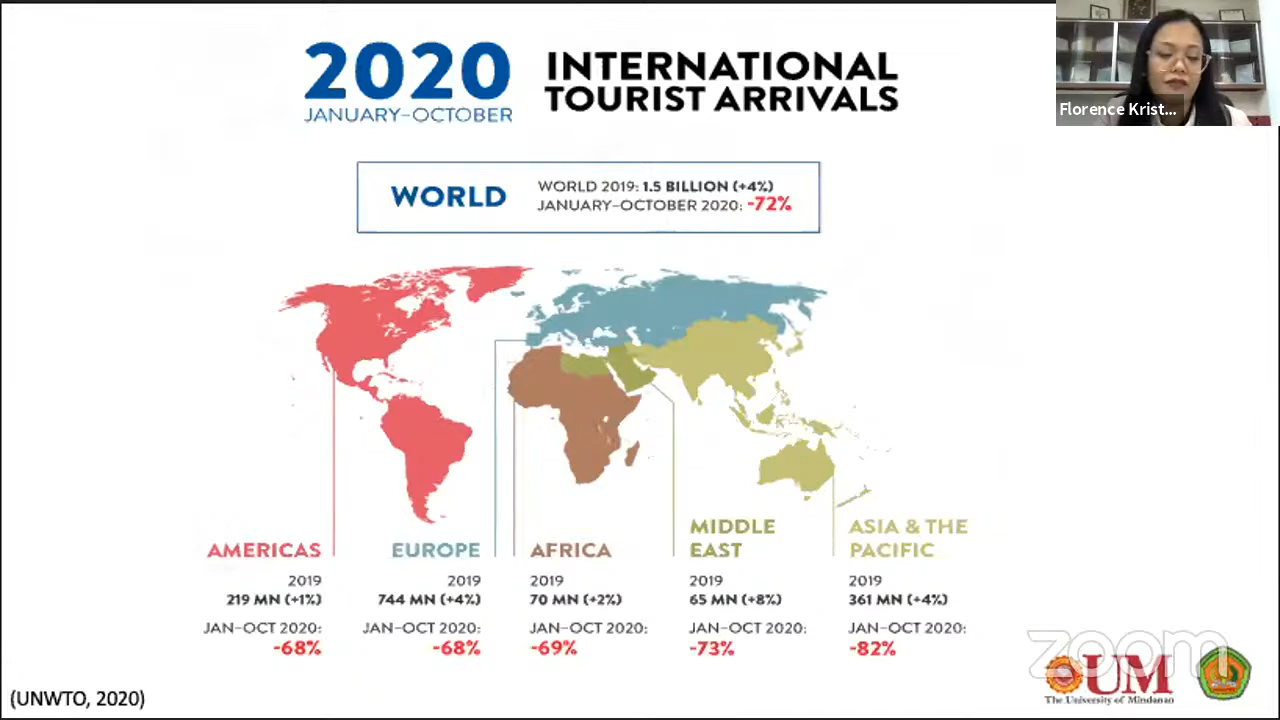 2020
JANUARY–OCTOBER
INTERNATIONAL
TOURIST ARRIVALS
Florence Krist...
WORLD
WORLD 2019: 1.5 BILLION (+4%)
JANUARY–OCTOBER 2020: -72%
AMERICAS
2019
219 MN (+1%)
JAN–OCT 2020:
-68%
EUROPE
2019
744 MN (+4%)
JAN–OCT 2020:
-68%
AFRICA
2019
70 MN (+2%)
JAN–OCT 2020:
-69%
MIDDLE
EAST
2019
65 MN (+8%)
JAN–OCT 2020:
-73%
ASIA & THE
PACIFIC
2019
361 MN (+4%)
JAN–OCT 2020:
-82%
zoom
UM
The University of Mindanao
(UNWTO, 2020)